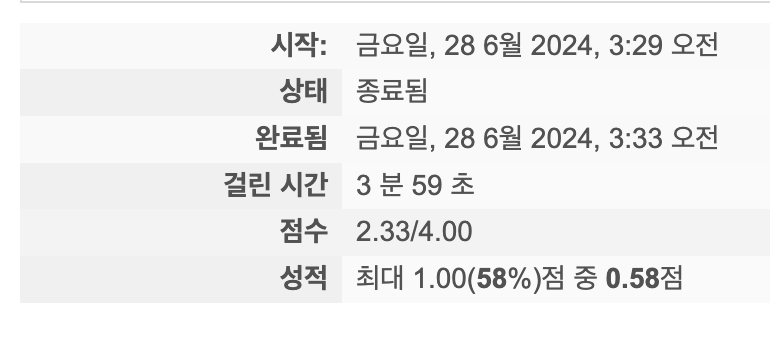 시작: 금요일, 28 6월 2024, 3:29 오전
상태 종료됨
완료됨 금요일, 28 6월 2024, 3:33 오전
걸린 시간 3 분 59 초
점수 2.33/4.00
성적 최대 1.00(58%)점 중 0.58점